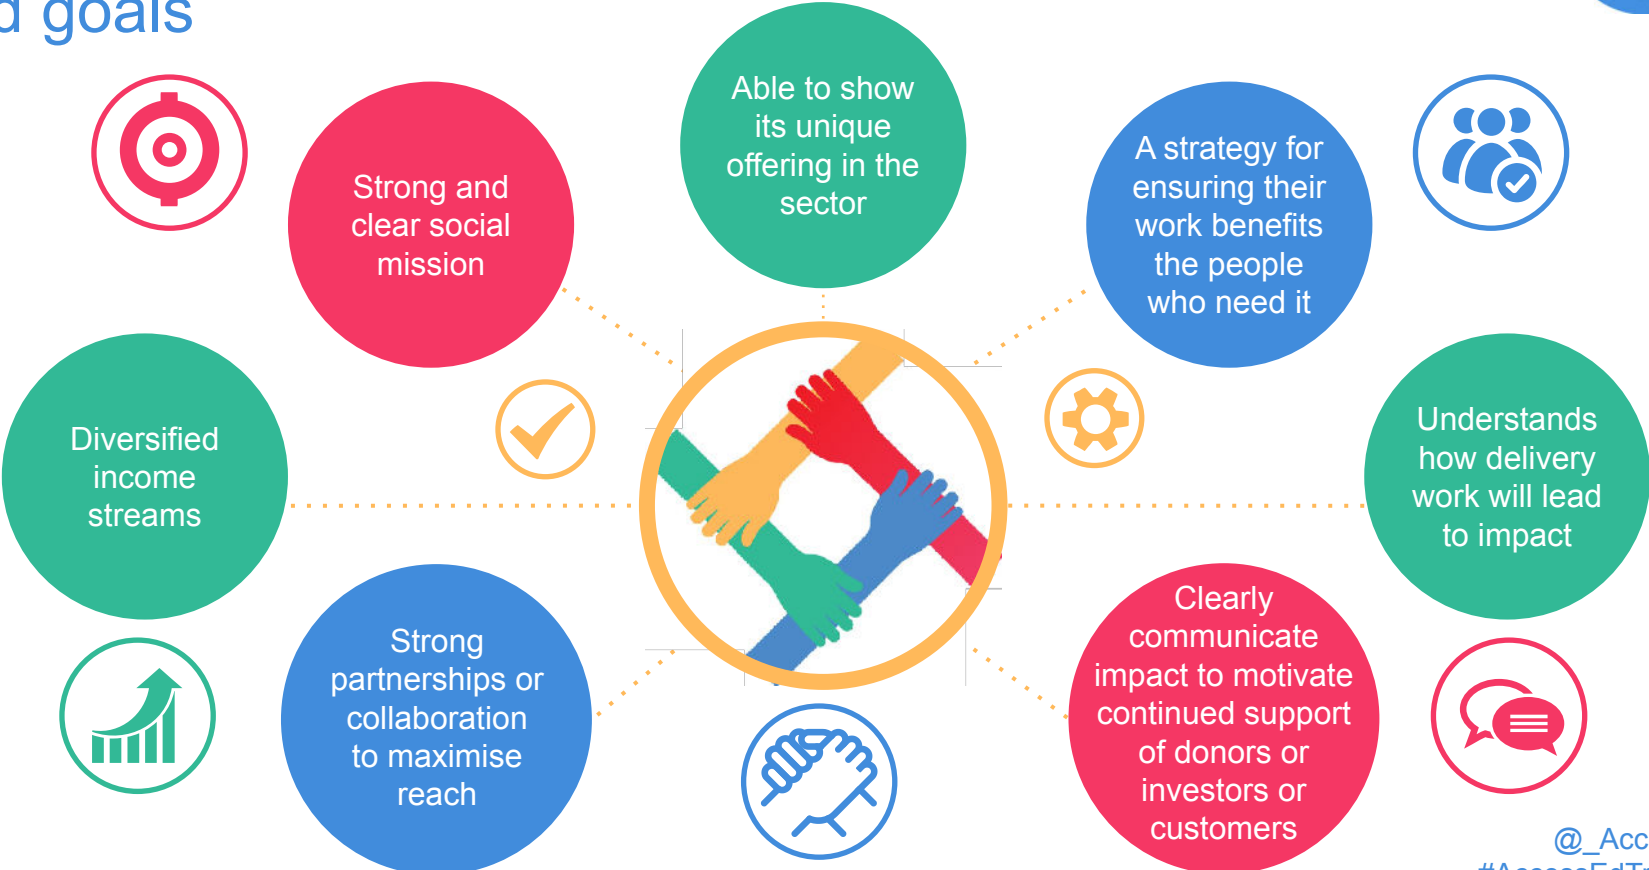 goals
Able to show
its unique
offering in the
sector
Strong and
clear social
mission
A strategy for
ensuring their
work benefits
the people
who need it
Diversified
income
streams
Understands
how delivery
work will lead
to impact
Strong
partnerships or
collaboration
to maximise
reach
Clearly
communicate
impact to motivate
continued support
of donors or
investors or
customers
@_Acc